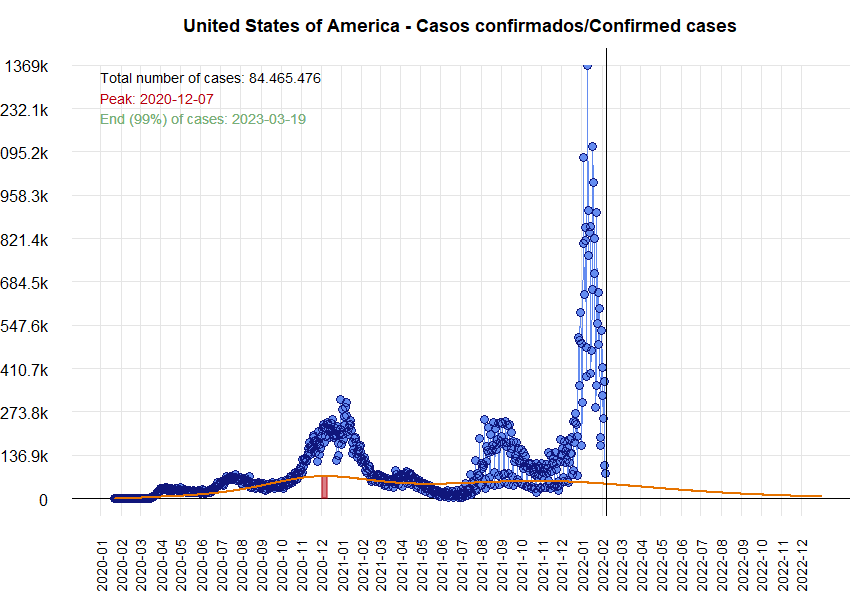 United States of America - Casos confirmados/Confirmed cases
1369k
232.1k
095.2k
958.3k
821.4k
684.5k
547.6k
410.7k
273.8k
136.9k
0
Total number of cases: 84.465.476
Peak: 2020-12-07
End (99%) of cases: 2023-03-19
2020-01
2020-02
2020-03
2020-04
2020-05
2020-06
2020-07
2020-08
2020-09
2020-10
2020-11
2020-12
2021-01
2021-02
2021-03
2021-04
2021-05
2021-06
2021-07
2021-08
2021-09
2021-10
2021-11
2021-12
2022-01
2022-02
2022-03
2022-04
2022-05
2022-06
2022-07
2022-08
2022-09
2022-10
2022-11
2022-12